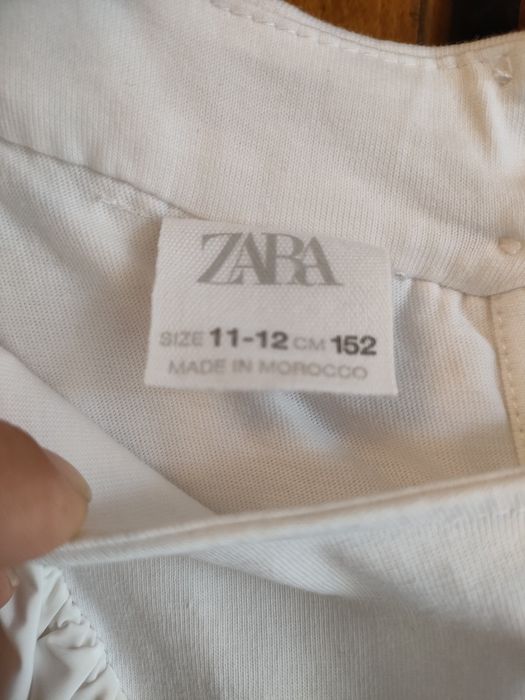 ZARA
SIZE 11-12 CM 152
MADE IN MOROCCO